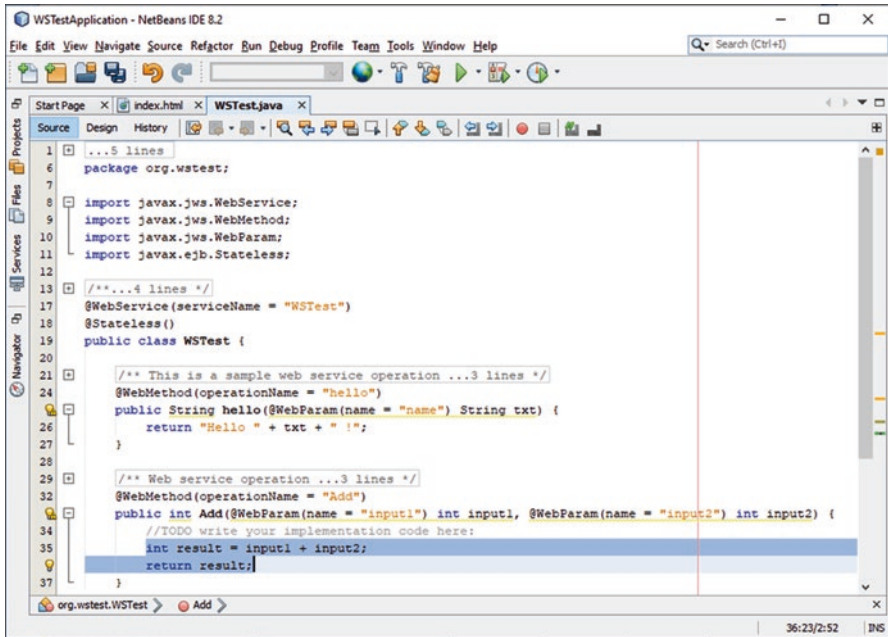 WSTestApplication - NetBeans IDE 8.2
File Edit View Navigate Source Refactor Run Debug Profile Team Tools Window Help
Search (Ctrl+I)
Start Page index.html WSTest.java
Source Design History
Projects
Files
Services
Navigator
1 ...5 lines
6 package org.wstest;
7
8 import javax.jws.WebService;
9 import javax.jws.WebMethod;
10 import javax.jws.WebParam;
11 import javax.ejb.Stateless;
12
13 /**...4 lines */
17 @WebService(serviceName = "WSTest")
18 @Stateless()
19 public class WSTest {
20
21 /** This is a sample web service operation ...3 lines */
24 @WebMethod(operationName = "hello")
public String hello(@WebParam(name = "name") String txt) {
26 return "Hello " + txt + " !";
27 }
28
29 /** Web service operation ...3 lines */
32 @WebMethod(operationName = "Add")
public int Add(@WebParam(name = "input1") int input1, @WebParam(name = "input2") int input2) {
34 //TODO write your implementation code here:
35 int result = input1 + input2;
return result;
37 }
org.wstest.WSTest Add
36:23/2:52 INS